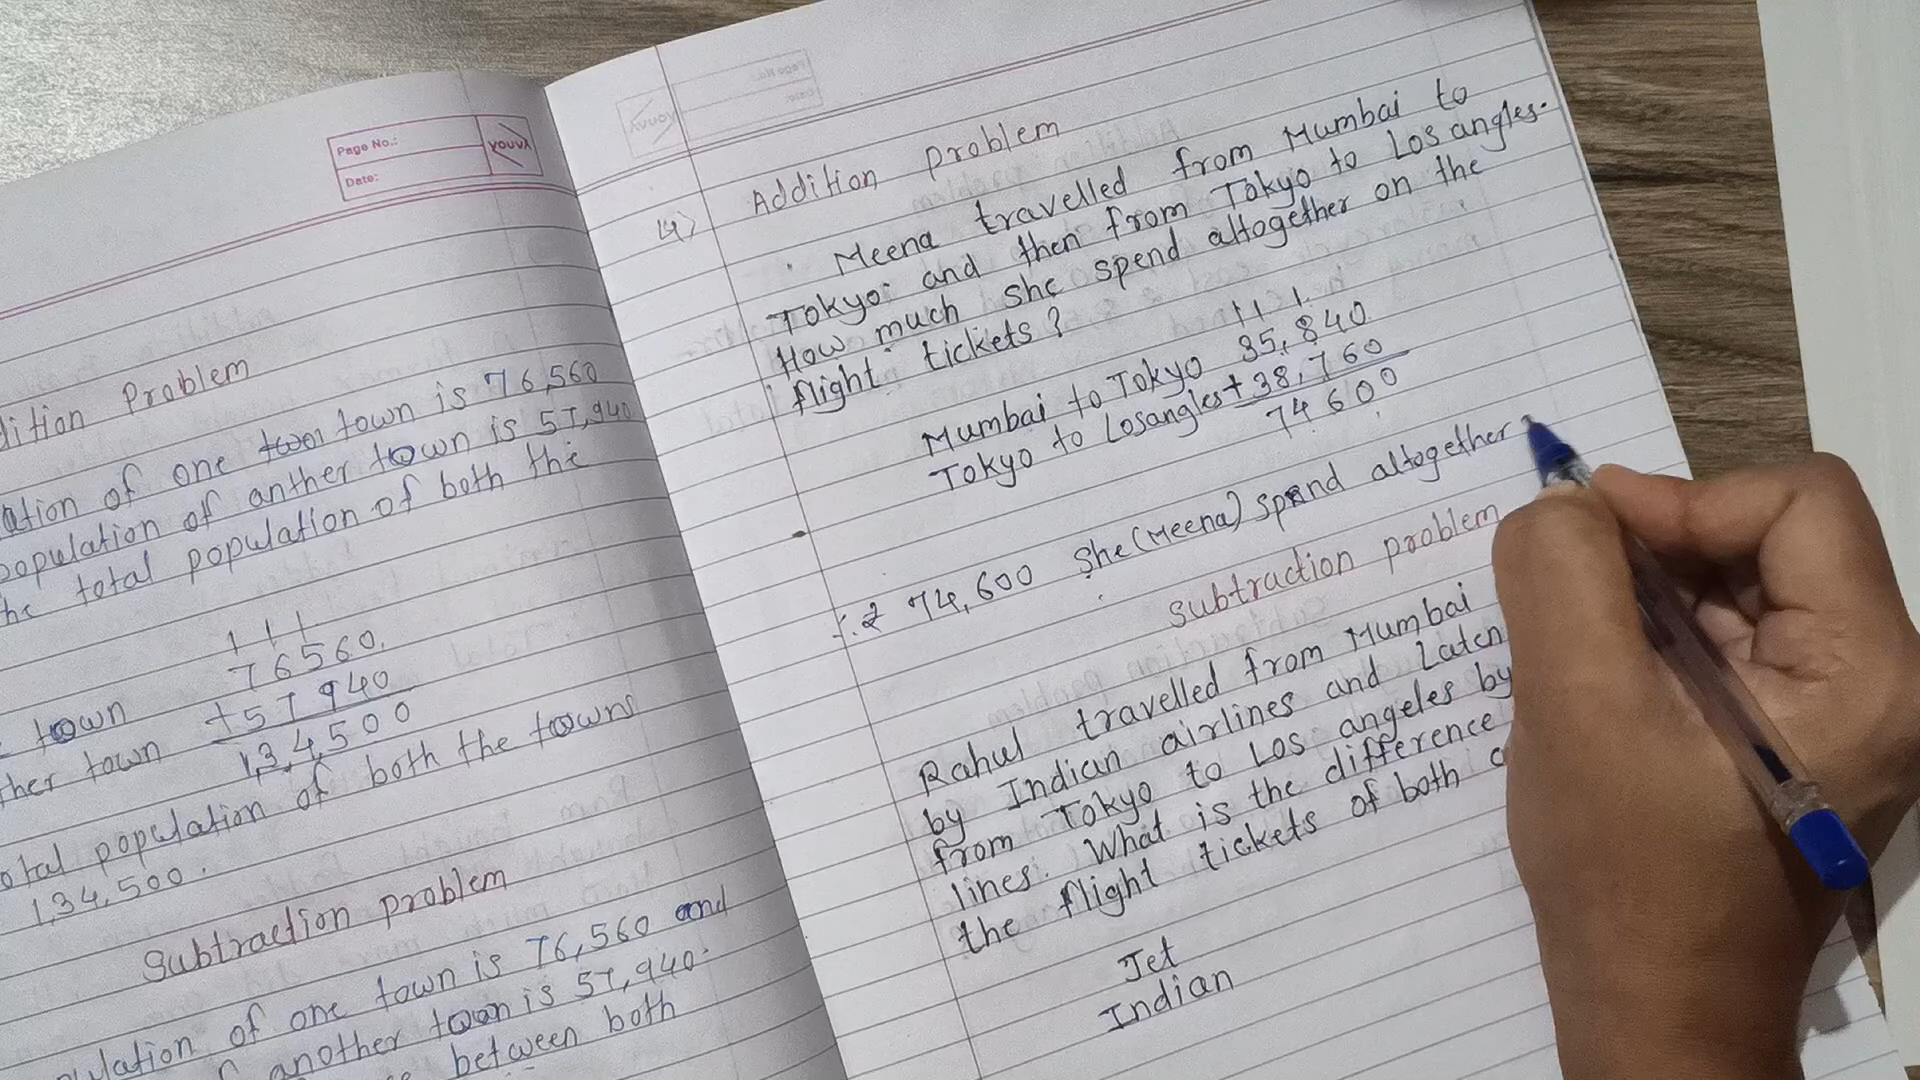 Page No.:
Date:
YOUVA
dition Problem
ation of one town town is 76,560
population of anther town is 57,940
he total population of both the
1 1 1
town 76560.
ther town +57940
1,34,500
otal population of both the towns
1,34,500.
Subtraction problem
ulation of one town is 76,560 and
another town is 57,940.
between both
Addition problem
4)
Meena travelled from Mumbai to
Tokyo and then from Tokyo to Los angles.
How much she spend altogether on the
flight tickets?
11 1
Mumbai to Tokyo 35,840
Tokyo to Losangles +38,760
74600
∴ ₹ 74,600 She (Meena) spend altogether
Subtraction problem
Rahul travelled from Mumbai
by Indian airlines and Later
from Tokyo to Los angeles by
lines. What is the difference
the flight tickets of both
Jet
Indian